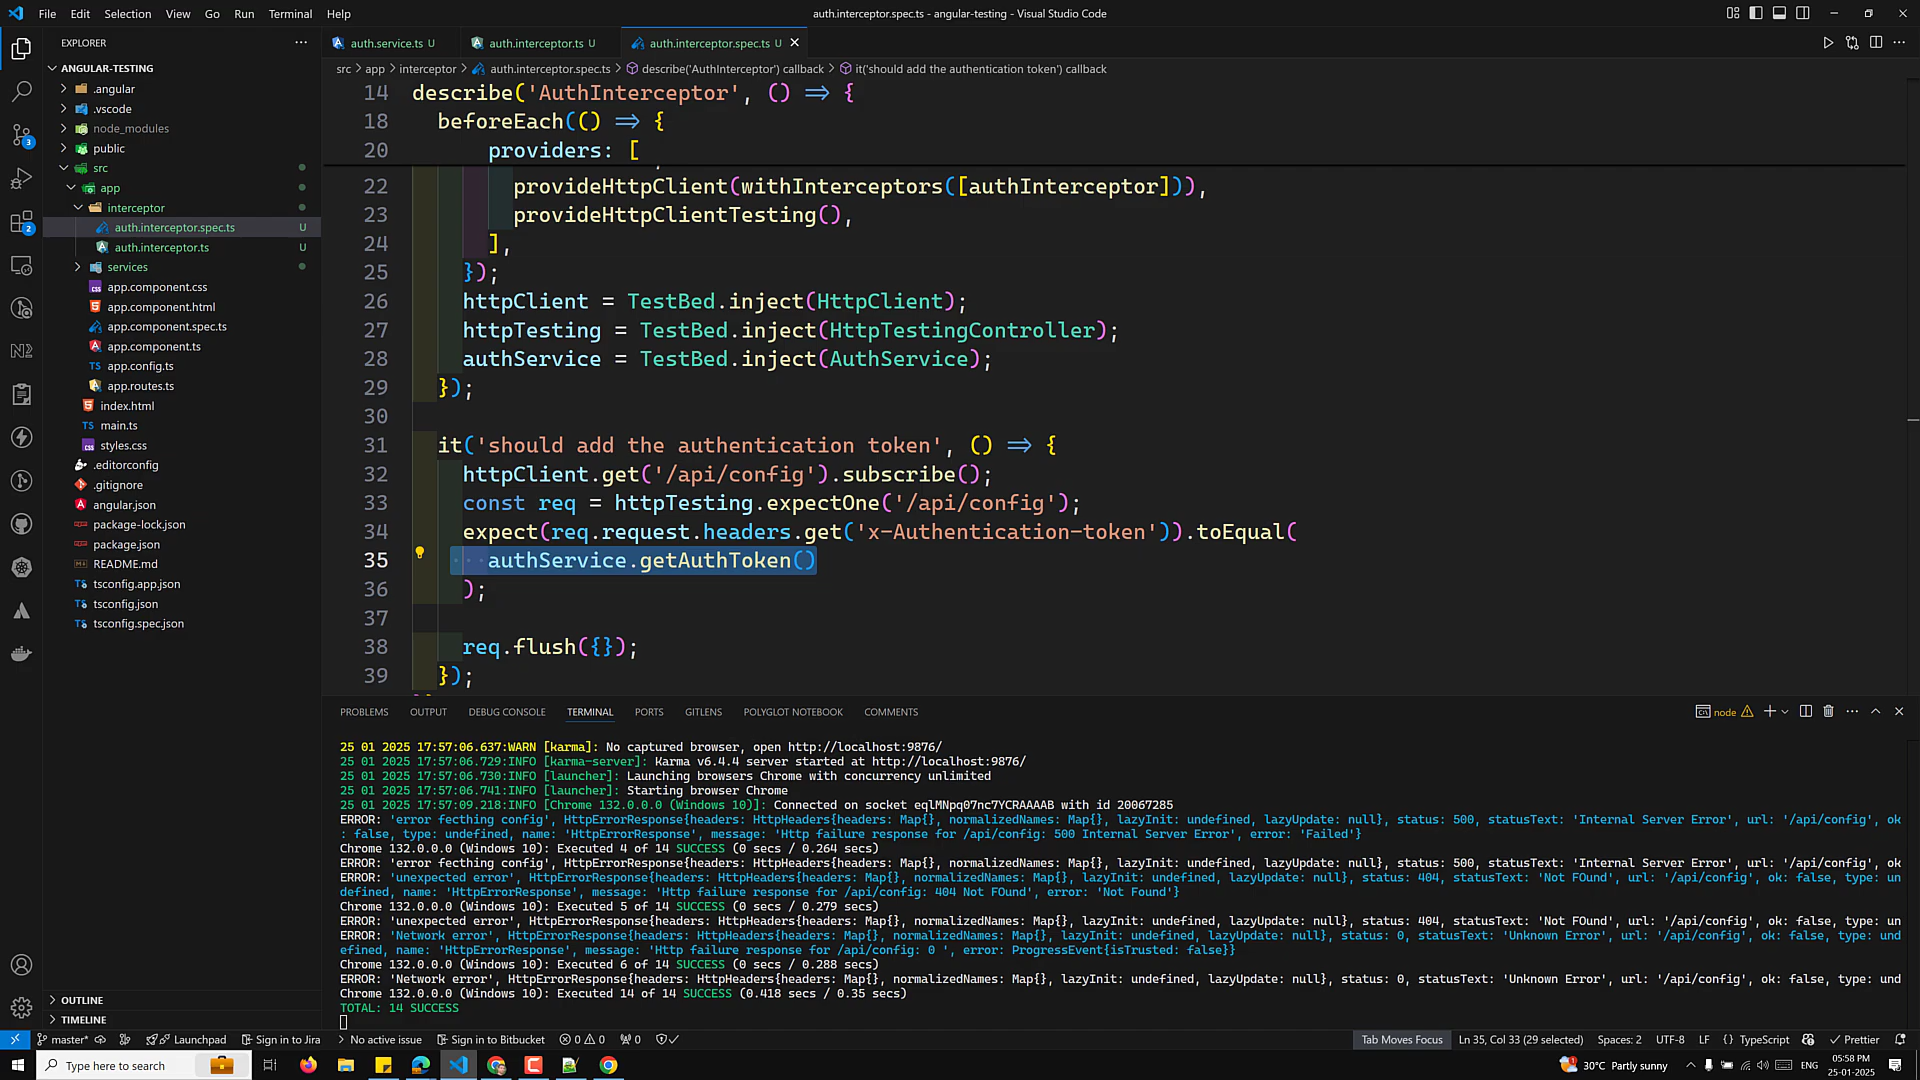 File Edit Selection View Go Run Terminal Help
auth.interceptor.spec.ts - angular-testing - Visual Studio Code
EXPLORER
ANGULAR-TESTING
.angular
.vscode
node_modules
public
src
app
interceptor
auth.interceptor.spec.ts U
auth.interceptor.ts U
services
app.component.css
app.component.html
app.component.spec.ts
app.component.ts
TS app.config.ts
app.routes.ts
index.html
TS main.ts
styles.css
.editorconfig
.gitignore
angular.json
package-lock.json
package.json
README.md
tsconfig.app.json
tsconfig.json
tsconfig.spec.json
OUTLINE
TIMELINE
auth.service.ts U auth.interceptor.ts U auth.interceptor.spec.ts U
src > app > interceptor > auth.interceptor.spec.ts > describe('AuthInterceptor') callback > it('should add the authentication token') callback
14 describe('AuthInterceptor', () => {
18 beforeEach(() => {
20 providers: [
22 provideHttpClient(withInterceptors([authInterceptor])),
23 provideHttpClientTesting(),
24 ],
25 });
26 httpClient = TestBed.inject(HttpClient);
27 httpTesting = TestBed.inject(HttpTestingController);
28 authService = TestBed.inject(AuthService);
29 });
30
31 it('should add the authentication token', () => {
32 httpClient.get('/api/config').subscribe();
33 const req = httpTesting.expectOne('/api/config');
34 expect(req.request.headers.get('x-Authentication-token')).toEqual(
35 authService.getAuthToken()
36 );
37
38 req.flush({});
39 });
PROBLEMS OUTPUT DEBUG CONSOLE TERMINAL PORTS GITLENS POLYGLOT NOTEBOOK COMMENTS
node
25 01 2025 17:57:06.637:WARN [karma]: No captured browser, open http://localhost:9876/
25 01 2025 17:57:06.729:INFO [karma-server]: Karma v6.4.4 server started at http://localhost:9876/
25 01 2025 17:57:06.730:INFO [launcher]: Launching browsers Chrome with concurrency unlimited
25 01 2025 17:57:06.741:INFO [launcher]: Starting browser Chrome
25 01 2025 17:57:09.218:INFO [Chrome 132.0.0.0 (Windows 10)]: Connected on socket eqlMNpq07nc7YCRAAAAB with id 20067285
ERROR: 'error fecthing config', HttpErrorResponse{headers: HttpHeaders{headers: Map{}, normalizedNames: Map{}, lazyInit: undefined, lazyUpdate: null}, status: 500, statusText: 'Internal Server Error', url: '/api/config', ok
: false, type: undefined, name: 'HttpErrorResponse', message: 'Http failure response for /api/config: 500 Internal Server Error', error: 'Failed'}
Chrome 132.0.0.0 (Windows 10): Executed 4 of 14 SUCCESS (0 secs / 0.264 secs)
ERROR: 'error fecthing config', HttpErrorResponse{headers: HttpHeaders{headers: Map{}, normalizedNames: Map{}, lazyInit: undefined, lazyUpdate: null}, status: 500, statusText: 'Internal Server Error', url: '/api/config', ok
ERROR: 'unexpected error', HttpErrorResponse{headers: HttpHeaders{headers: Map{}, normalizedNames: Map{}, lazyInit: undefined, lazyUpdate: null}, status: 404, statusText: 'Not FOund', url: '/api/config', ok: false, type: un
defined, name: 'HttpErrorResponse', message: 'Http failure response for /api/config: 404 Not FOund', error: 'Not Found'}
Chrome 132.0.0.0 (Windows 10): Executed 5 of 14 SUCCESS (0 secs / 0.279 secs)
ERROR: 'unexpected error', HttpErrorResponse{headers: HttpHeaders{headers: Map{}, normalizedNames: Map{}, lazyInit: undefined, lazyUpdate: null}, status: 404, statusText: 'Not FOund', url: '/api/config', ok: false, type: un
ERROR: 'Network error', HttpErrorResponse{headers: HttpHeaders{headers: Map{}, normalizedNames: Map{}, lazyInit: undefined, lazyUpdate: null}, status: 0, statusText: 'Unknown Error', url: '/api/config', ok: false, type: und
efined, name: 'HttpErrorResponse', message: 'Http failure response for /api/config: 0 ', error: ProgressEvent{isTrusted: false}}
Chrome 132.0.0.0 (Windows 10): Executed 6 of 14 SUCCESS (0 secs / 0.288 secs)
ERROR: 'Network error', HttpErrorResponse{headers: HttpHeaders{headers: Map{}, normalizedNames: Map{}, lazyInit: undefined, lazyUpdate: null}, status: 0, statusText: 'Unknown Error', url: '/api/config', ok: false, type: und
Chrome 132.0.0.0 (Windows 10): Executed 14 of 14 SUCCESS (0.418 secs / 0.35 secs)
TOTAL: 14 SUCCESS
master* Launchpad Sign in to Jira No active issue Sign in to Bitbucket 0 0 0 Tab Moves Focus Ln 35, Col 33 (29 selected) Spaces: 2 UTF-8 LF {} TypeScript Prettier
Type here to search 30°C Partly sunny ENG 05:58 PM
25-01-2025